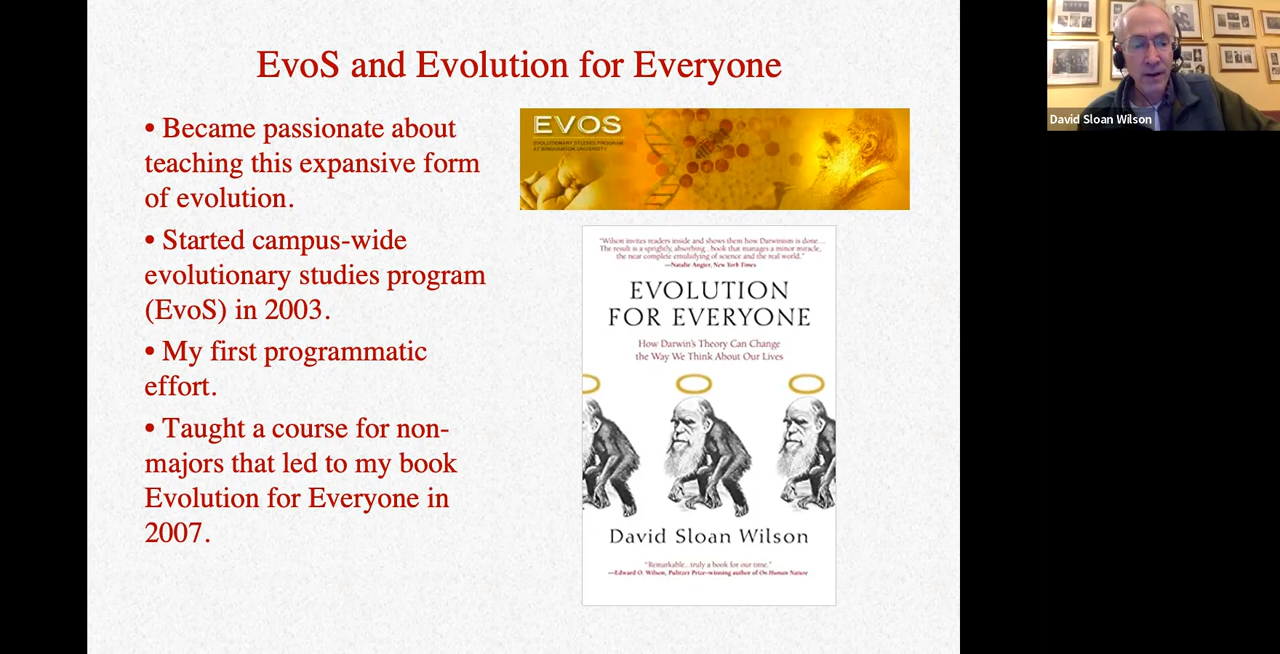 EvoS and Evolution for Everyone
• Became passionate about
teaching this expansive form
of evolution.
• Started campus-wide
evolutionary studies program
(EvoS) in 2003.
• My first programmatic
effort.
• Taught a course for non-
majors that led to my book
Evolution for Everyone in
2007.
EVOS
EVOLUTIONARY STUDIES PROGRAM
AT BINGHAMTON UNIVERSITY
"Wilson invites readers inside and shows them how Darwinism is done....
The result is a sprightly, absorbing...book that manages a minor miracle,
the near complete emulsifying of science and the real world."
—Natalie Angier, New York Times
EVOLUTION
FOR EVERYONE
How Darwin's Theory Can Change
the Way We Think About Our Lives
David Sloan Wilson
"Remarkable...truly a book for our time."
—Edward O. Wilson, Pulitzer Prize–winning author of On Human Nature
David Sloan Wilson